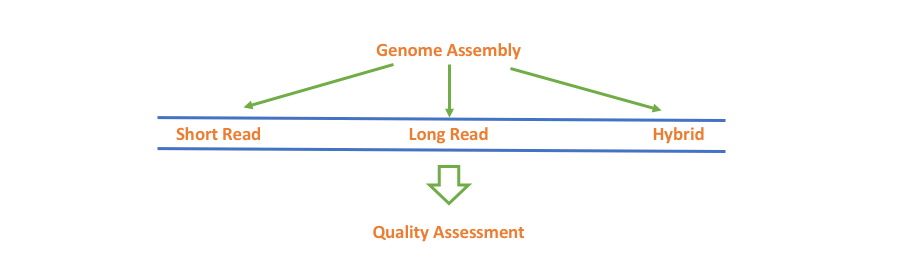 Genome Assembly
Short Read Long Read Hybrid
Quality Assessment